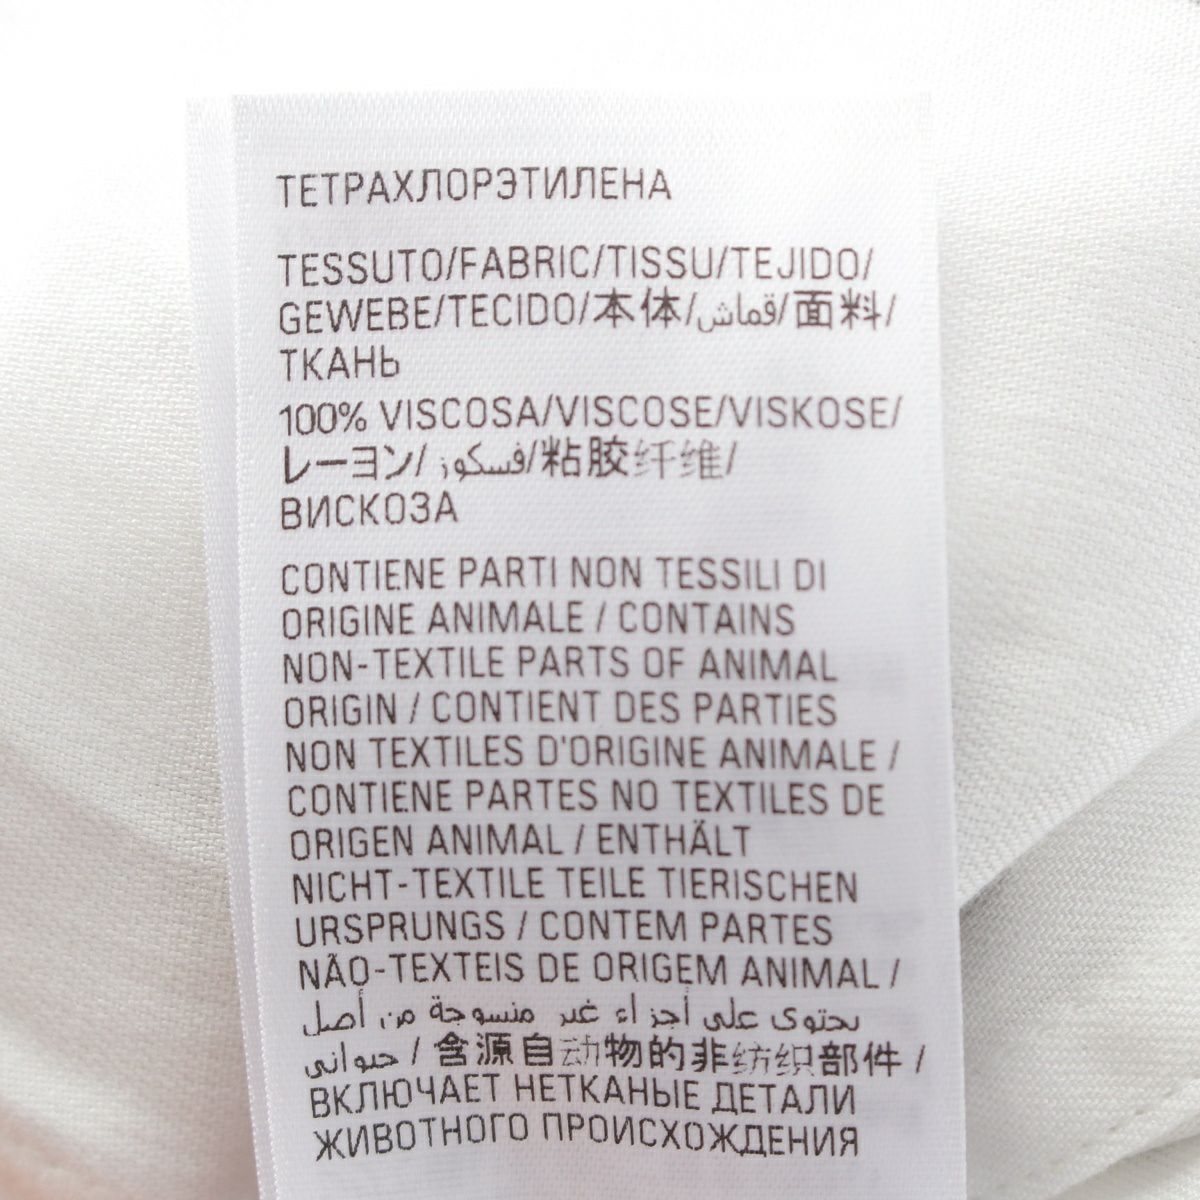 ТЕТРАХЛОРЭТИЛЕНА
TESSUTO/FABRIC/TISSU/TEJIDO/
GEWEBE/TECIDO/本体/قماش/面料/
ТКАНЬ
100% VISCOSA/VISCOSE/VISKOSE/
レーヨン/فسكوز/粘胶纤维/
ВИСКОЗА
CONTIENE PARTI NON TESSILI DI
ORIGINE ANIMALE / CONTAINS
NON-TEXTILE PARTS OF ANIMAL
ORIGIN / CONTIENT DES PARTIES
NON TEXTILES D'ORIGINE ANIMALE /
CONTIENE PARTES NO TEXTILES DE
ORIGEN ANIMAL / ENTHÄLT
NICHT-TEXTILE TEILE TIERISCHEN
URSPRUNGS / CONTEM PARTES
NÃO-TEXTEIS DE ORIGEM ANIMAL /
يحتوى على أجزاء غير منسوجة من أصل
حيوانى / 含源自动物的非纺织部件 /
ВКЛЮЧАЕТ НЕТКАНЫЕ ДЕТАЛИ
ЖИВОТНОГО ПРОИСХОЖДЕНИЯ